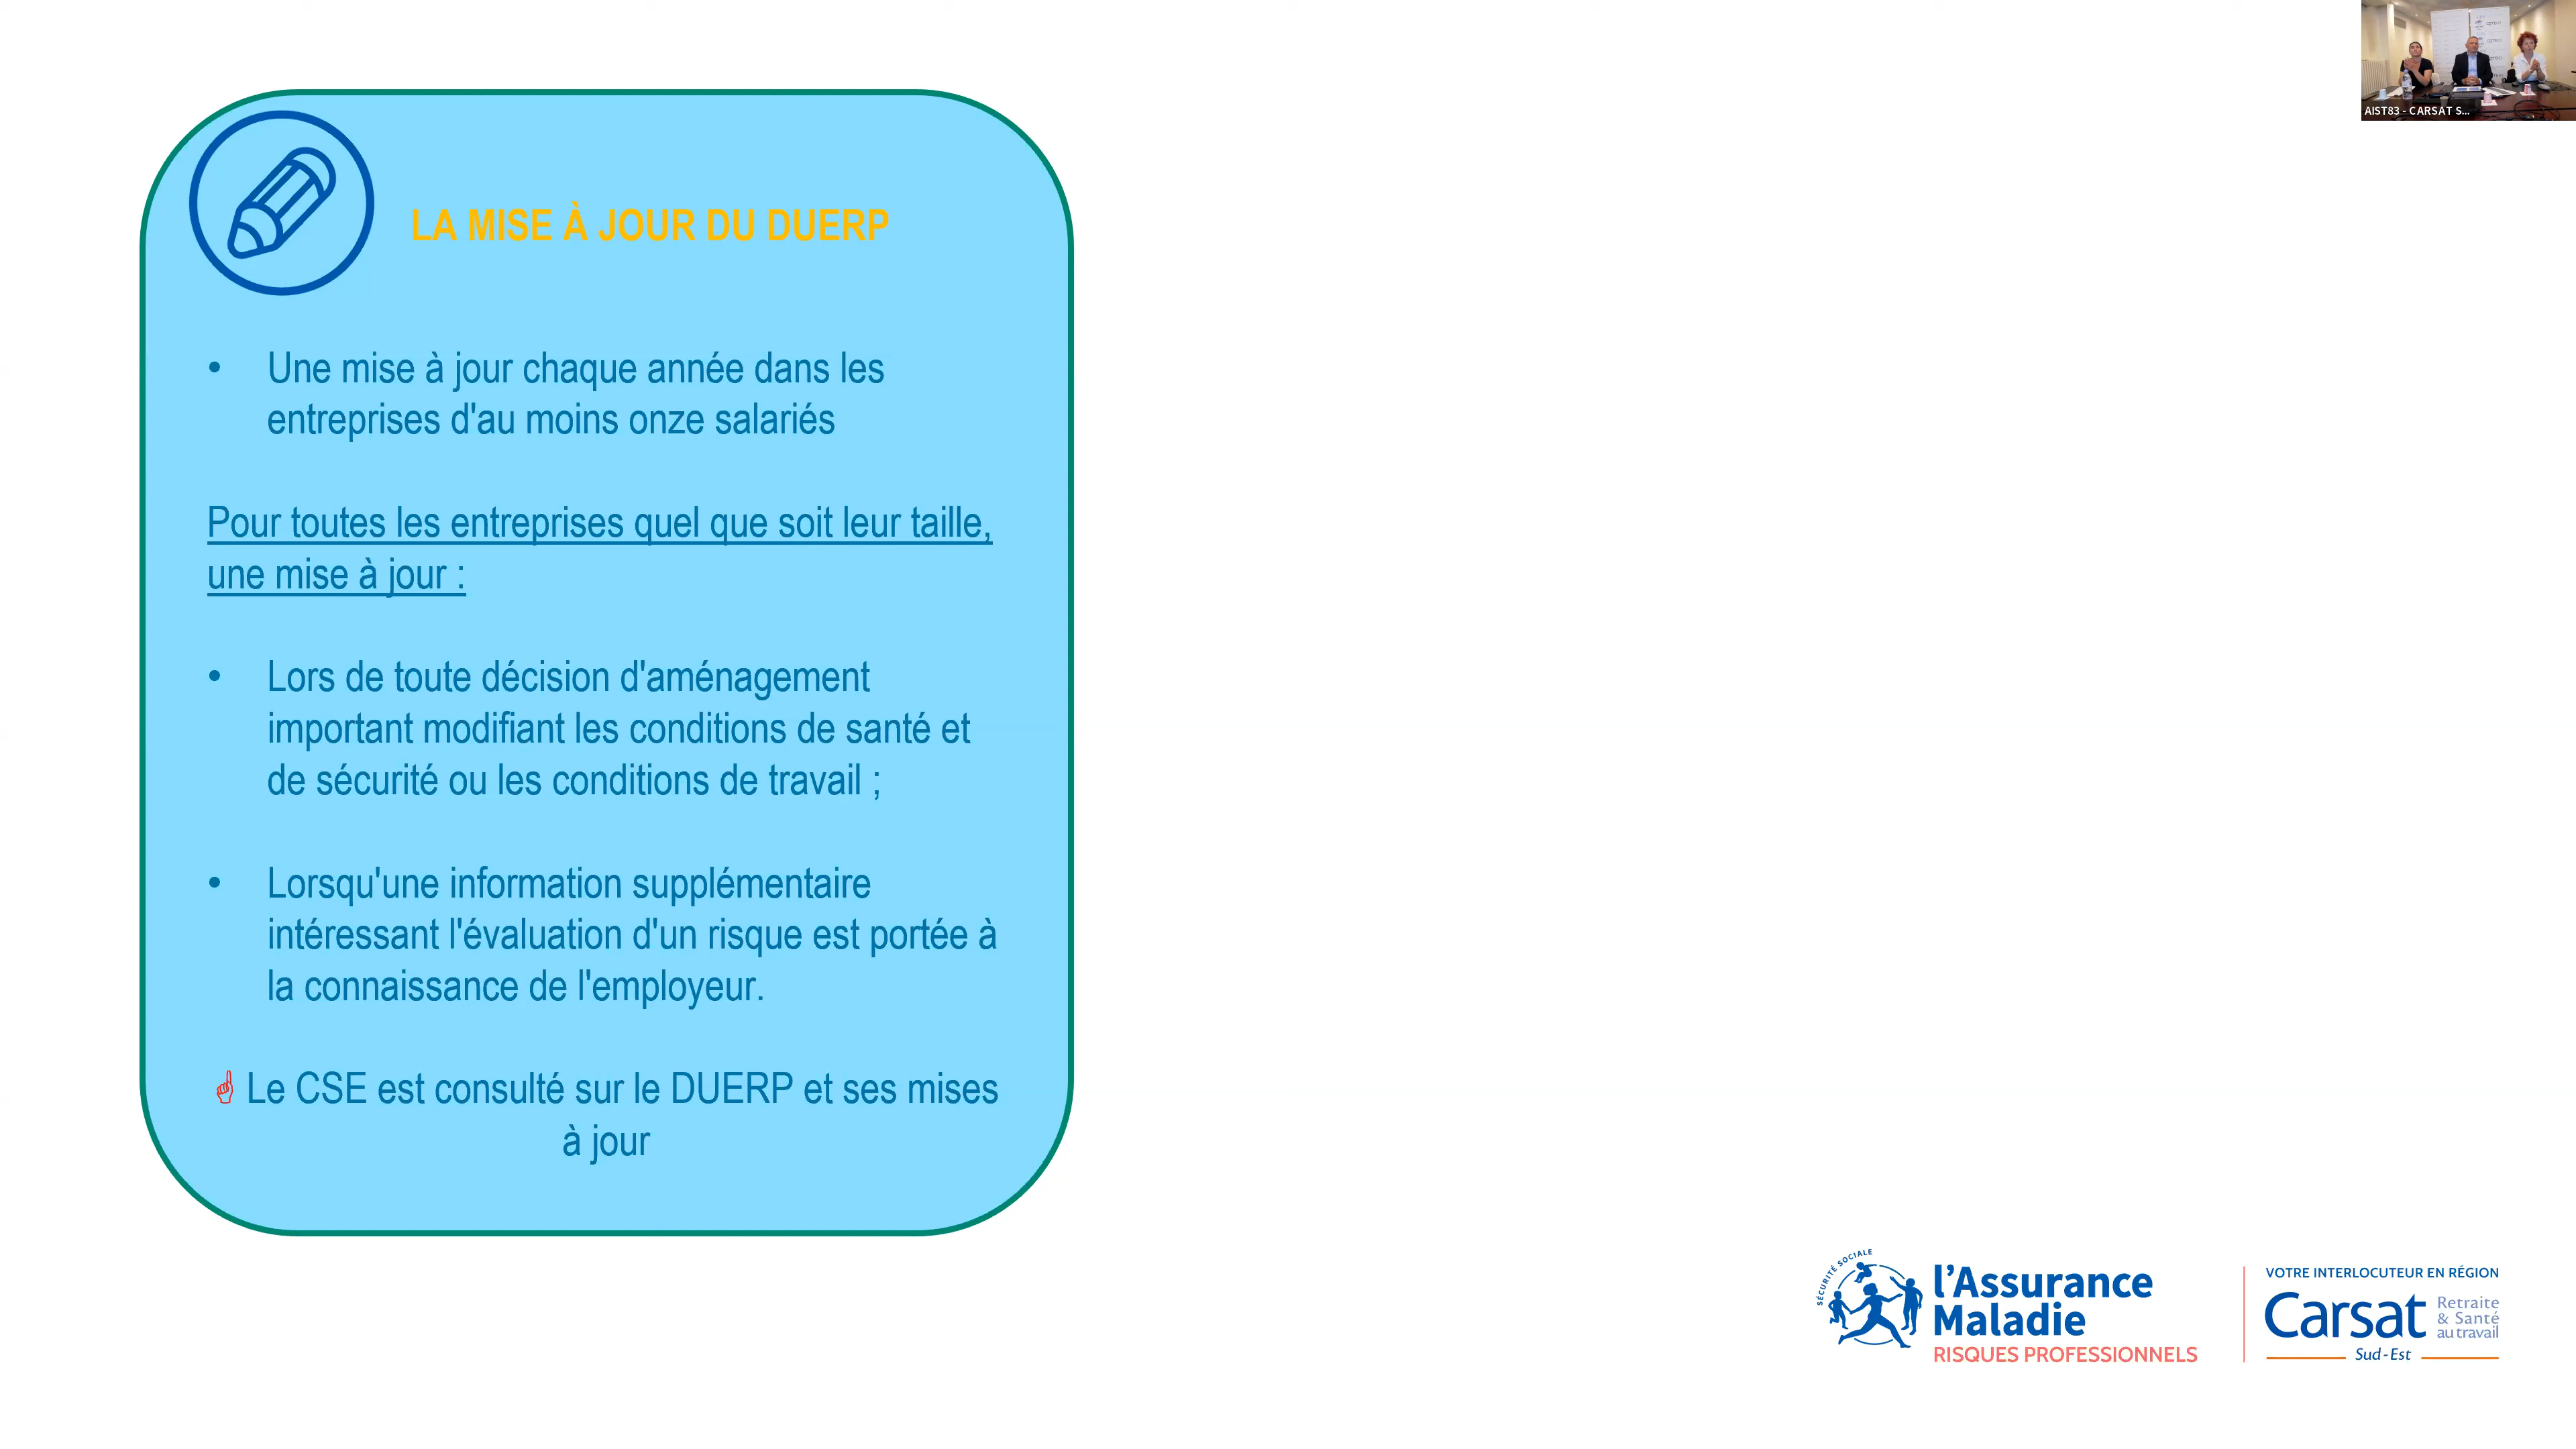 AIST83 - CARSAT S...
LA MISE À JOUR DU DUERP
• Une mise à jour chaque année dans les
entreprises d'au moins onze salariés
Pour toutes les entreprises quel que soit leur taille,
une mise à jour :
• Lors de toute décision d'aménagement
important modifiant les conditions de santé et
de sécurité ou les conditions de travail ;
• Lorsqu'une information supplémentaire
intéressant l'évaluation d'un risque est portée à
la connaissance de l'employeur.
☝ Le CSE est consulté sur le DUERP et ses mises
à jour
SÉCURITÉ SOCIALE
l'Assurance
Maladie
RISQUES PROFESSIONNELS
VOTRE INTERLOCUTEUR EN RÉGION
Carsat
Retraite
& Santé
au travail
Sud-Est